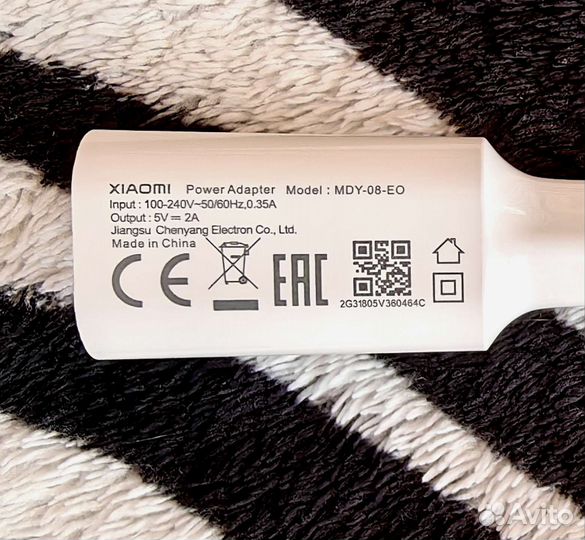 XIAOMI Power Adapter Model : MDY-08-EO
Input : 100-240V~50/60Hz,0.35A
Output : 5V⎓2A
Jiangsu Chenyang Electron Co., Ltd.
Made in China
CE EAC
2G31805V360464C
Avito